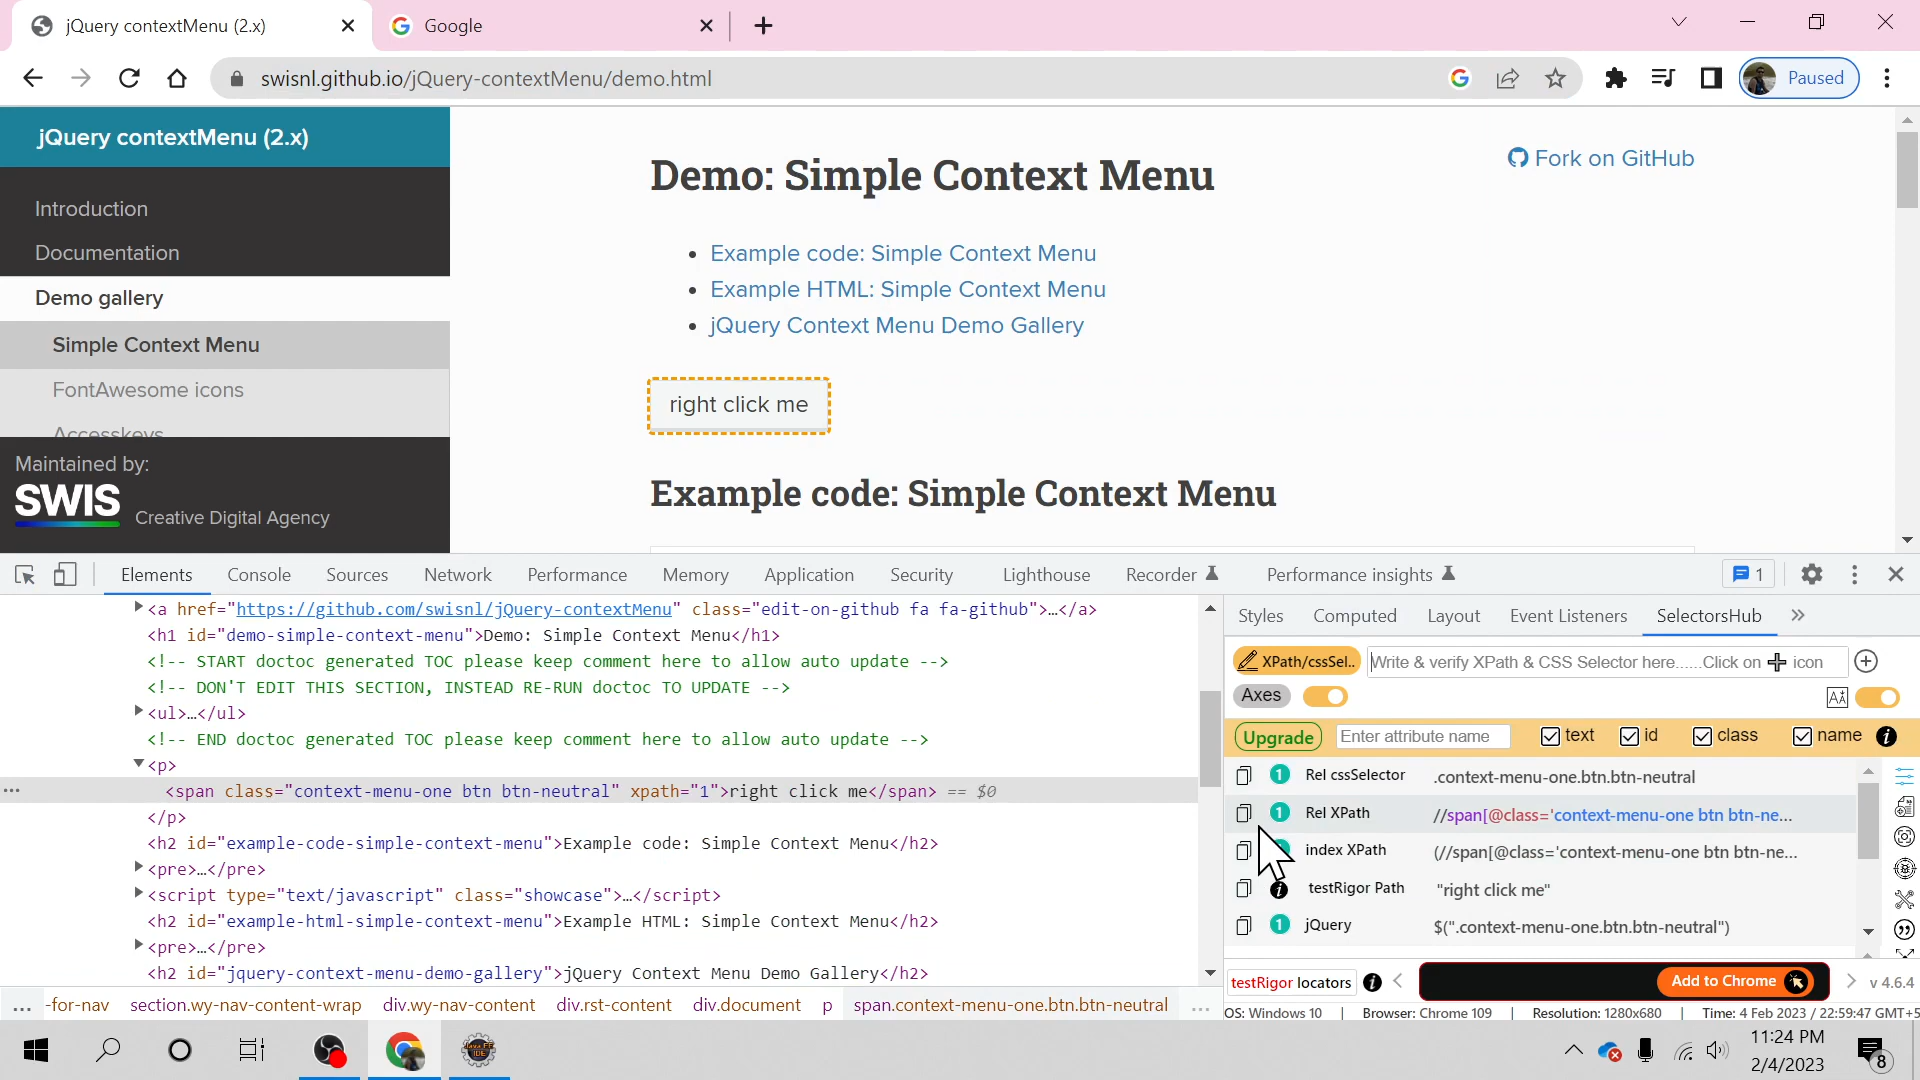 jQuery contextMenu (2.x)
Google
swisnl.github.io/jQuery-contextMenu/demo.html
Paused
jQuery contextMenu (2.x)
Introduction
Documentation
Demo gallery
Simple Context Menu
FontAwesome icons
Accesskeys
Maintained by:
SWIS Creative Digital Agency
Demo: Simple Context Menu
Fork on GitHub
Example code: Simple Context Menu
Example HTML: Simple Context Menu
jQuery Context Menu Demo Gallery
right click me
Example code: Simple Context Menu
Elements Console Sources Network Performance Memory Application Security Lighthouse Recorder Performance insights 1
<a href="https://github.com/swisnl/jQuery-contextMenu" class="edit-on-github fa fa-github">…</a>
<h1 id="demo-simple-context-menu">Demo: Simple Context Menu</h1>
<!-- START doctoc generated TOC please keep comment here to allow auto update -->
<!-- DON'T EDIT THIS SECTION, INSTEAD RE-RUN doctoc TO UPDATE -->
<ul>…</ul>
<!-- END doctoc generated TOC please keep comment here to allow auto update -->
<p>
<span class="context-menu-one btn btn-neutral" xpath="1">right click me</span> == $0
</p>
<h2 id="example-code-simple-context-menu">Example code: Simple Context Menu</h2>
<pre>…</pre>
<script type="text/javascript" class="showcase">…</script>
<h2 id="example-html-simple-context-menu">Example HTML: Simple Context Menu</h2>
<pre>…</pre>
<h2 id="jquery-context-menu-demo-gallery">jQuery Context Menu Demo Gallery</h2>
... -for-nav section.wy-nav-content-wrap div.wy-nav-content div.rst-content div.document p span.context-menu-one.btn.btn-neutral ...
Styles Computed Layout Event Listeners SelectorsHub
XPath/cssSel.. Write & verify XPath & CSS Selector here......Click on icon
Axes
Upgrade Enter attribute name text id class name
1 Rel cssSelector .context-menu-one.btn.btn-neutral
1 Rel XPath //span[@class='context-menu-one btn btn-ne...
index XPath (//span[@class='context-menu-one btn btn-ne...
testRigor Path "right click me"
1 jQuery $(".context-menu-one.btn.btn-neutral")
testRigor locators Add to Chrome v 4.6.4
OS: Windows 10 | Browser: Chrome 109 | Resolution: 1280x680 | Time: 4 Feb 2023 / 22:59:47 GMT+5
11:24 PM
2/4/2023
8